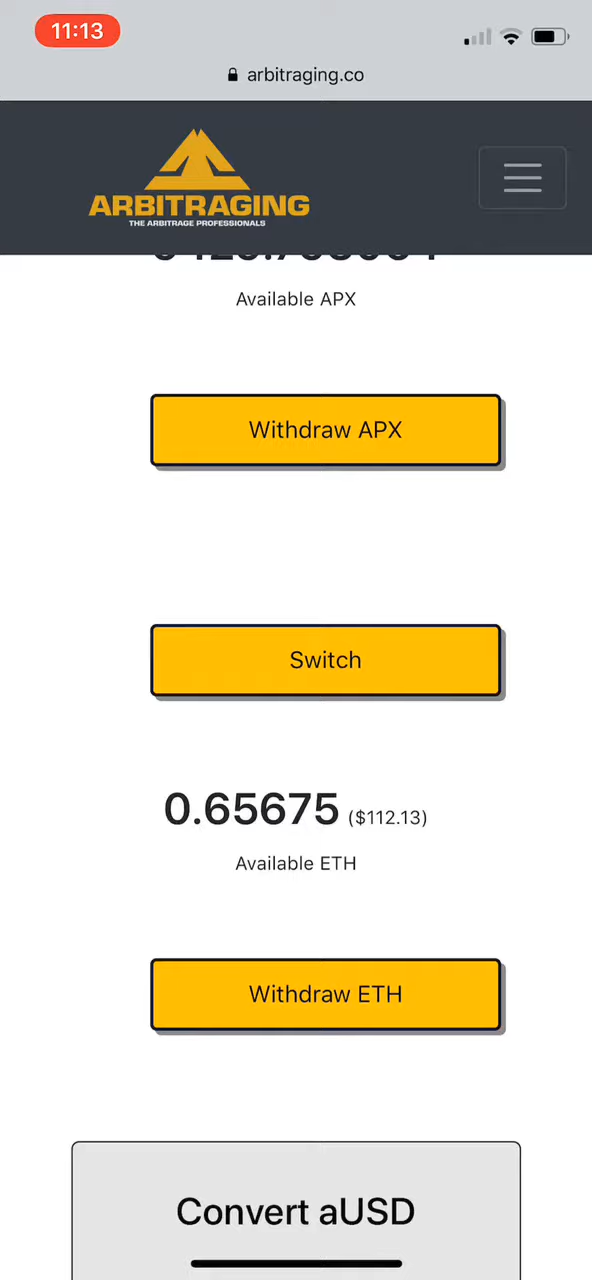 11:13
arbitraging.co
ARBITRAGING
THE ARBITRAGE PROFESSIONALS
Available APX
Withdraw APX
Switch
0.65675 ($112.13)
Available ETH
Withdraw ETH
Convert aUSD